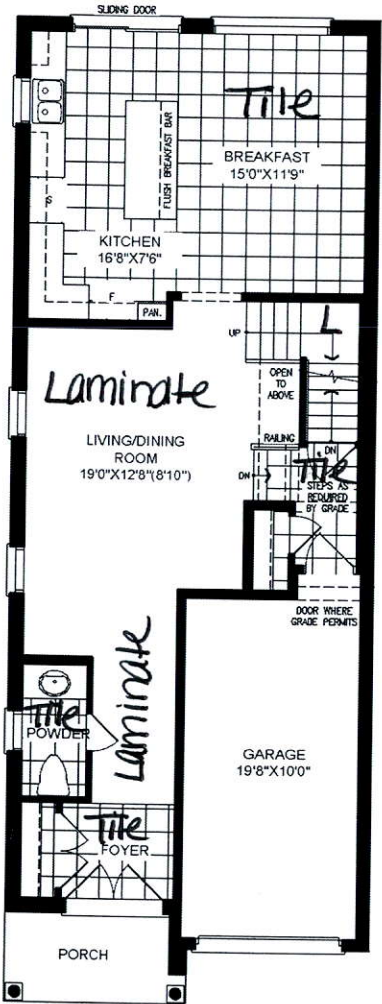 SLIDING DOOR
Tile
FLUSH BREAKFAST BAR
BREAKFAST
15'0"X11'9"
S
KITCHEN
16'8"X7'6"
F
PAN.
UP
L
Laminate
OPEN
TO
ABOVE
LIVING/DINING
ROOM
19'0"X12'8"(8'10")
RAILING
DN
DN
Tile
STEPS AS
REQUIRED
BY GRADE
DOOR WHERE
GRADE PERMITS
Laminate
Tile
POWDER
GARAGE
19'8"X10'0"
Tile
FOYER
PORCH